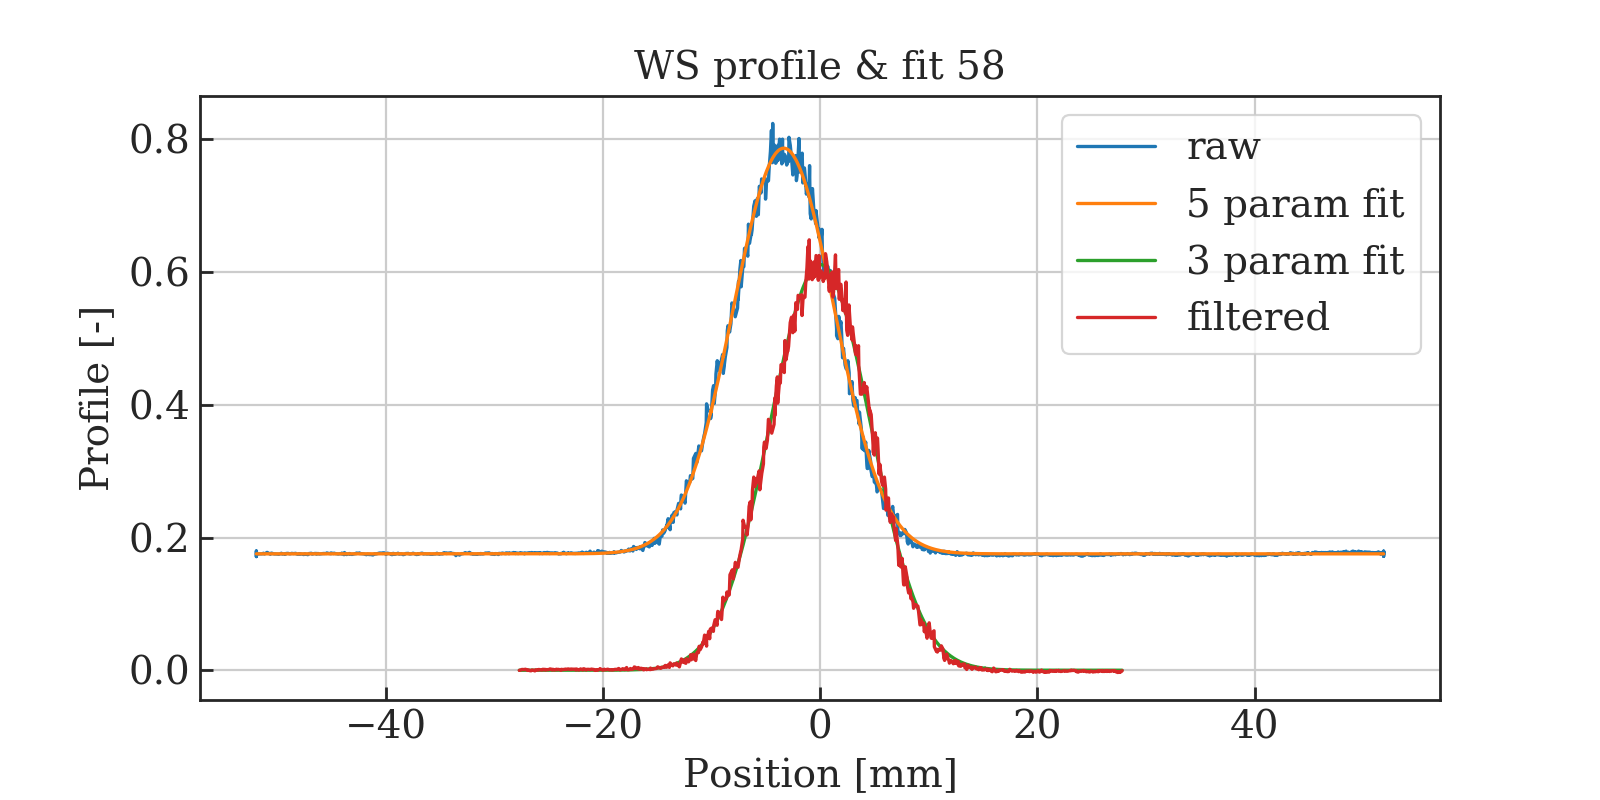 WS profile & fit 58
Profile [-]
0.8
0.6
0.4
0.2
0.0
raw
5 param fit
3 param fit
filtered
−40 −20 0 20 40
Position [mm]